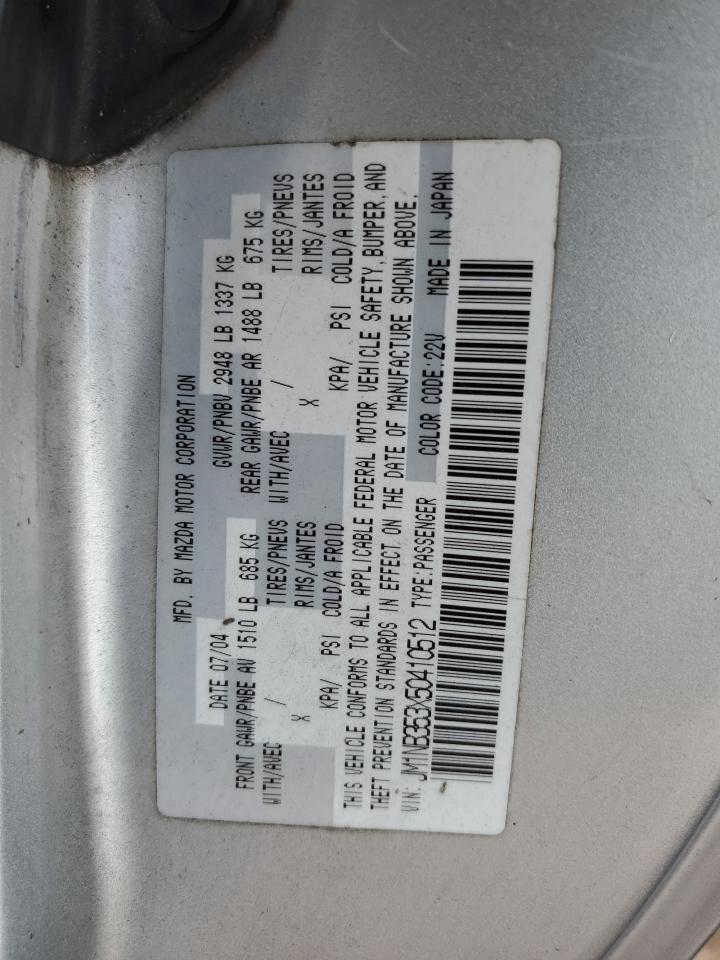 MFD. BY MAZDA MOTOR CORPORATION
DATE 07/04 GVWR/PNBV 2948 LB 1337 KG
FRONT GAWR/PNBE AV 1510 LB 685 KG REAR GAWR/PNBE AR 1488 LB 675 KG
WITH/AVEC / TIRES/PNEUS WITH/AVEC / TIRES/PNEUS
X RIMS/JANTES X RIMS/JANTES
KPA/ PSI COLD/A FROID KPA/ PSI COLD/A FROID
THIS VEHICLE CONFORMS TO ALL APPLICABLE FEDERAL MOTOR VEHICLE SAFETY, BUMPER, AND
THEFT PREVENTION STANDARDS IN EFFECT ON THE DATE OF MANUFACTURE SHOWN ABOVE.
VIN: JM1NB353X50410512 TYPE:PASSENGER COLOR CODE:22V MADE IN JAPAN